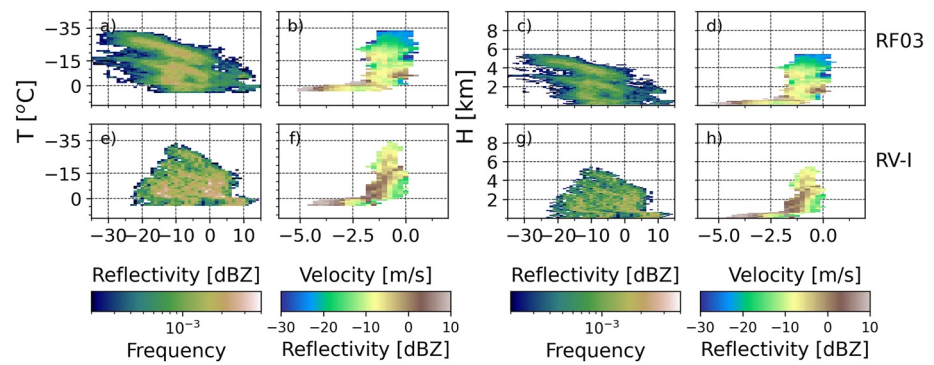 a) b) c) d)
−35 8 RF03
6
−15 4
0 2
T [°C] H [km]
e) f) g) h)
−35 8 RV-I
6
−15 4
0 2
−30 −20 −10 0 10 −5.0 −2.5 0.0 −30 −20 −10 0 10 −5.0 −2.5 0.0
Reflectivity [dBZ] Velocity [m/s] Reflectivity [dBZ] Velocity [m/s]
10⁻³ −30 −20 −10 0 10 10⁻³ −30 −20 −10 0 10
Frequency Reflectivity [dBZ] Frequency Reflectivity [dBZ]